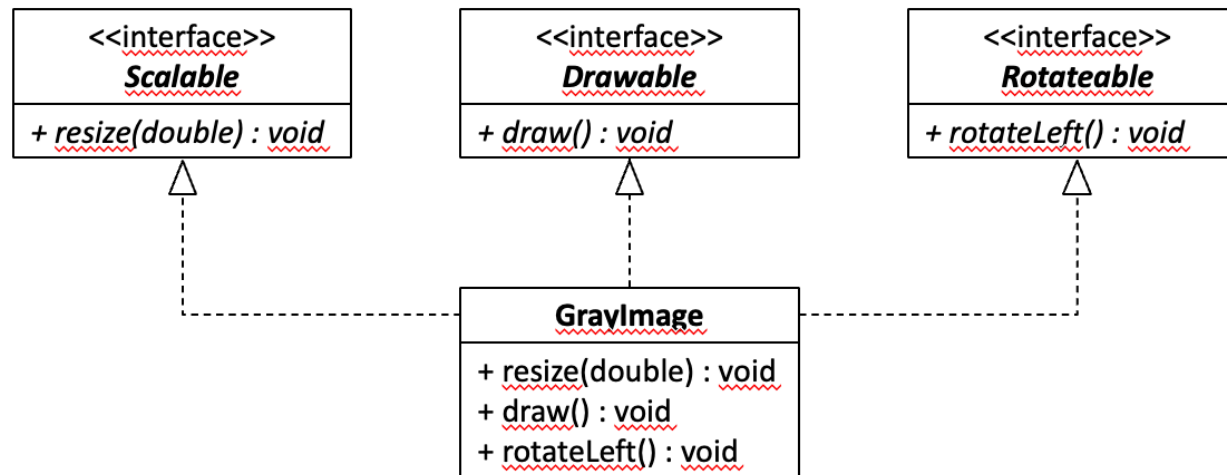 <<interface>>
Scalable
+ resize(double) : void
<<interface>>
Drawable
+ draw() : void
<<interface>>
Rotateable
+ rotateLeft() : void
GrayImage
+ resize(double) : void
+ draw() : void
+ rotateLeft() : void